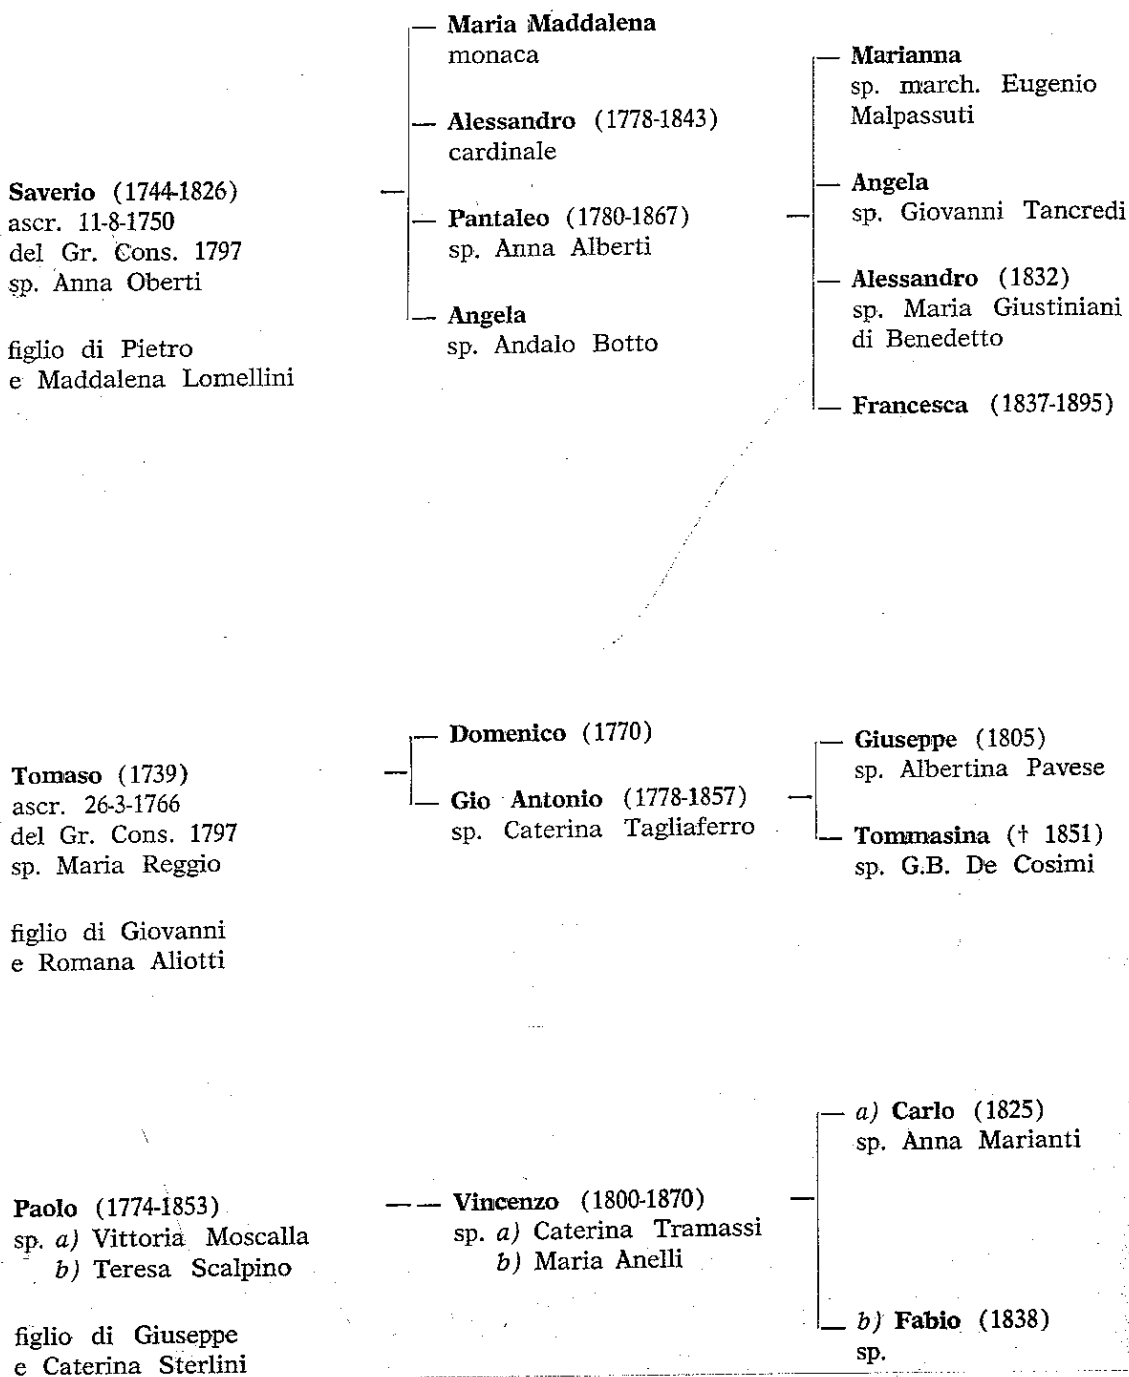 Saverio (1744-1826)
ascr. 11-8-1750
del Gr. Cons. 1797
sp. Anna Oberti
figlio di Pietro
e Maddalena Lomellini
Maria Maddalena
monaca
Alessandro (1778-1843)
cardinale
Pantaleo (1780-1867)
sp. Anna Alberti
Angela
sp. Andalo Botto
Marianna
sp. march. Eugenio
Malpassuti
Angela
sp. Giovanni Tancredi
Alessandro (1832)
sp. Maria Giustiniani
di Benedetto
Francesca (1837-1895)
Tomaso (1739)
ascr. 26-3-1766
del Gr. Cons. 1797
sp. Maria Reggio
figlio di Giovanni
e Romana Aliotti
Domenico (1770)
Gio Antonio (1778-1857)
sp. Caterina Tagliaferro
Giuseppe (1805)
sp. Albertina Pavese
Tommasina († 1851)
sp. G.B. De Cosimi
Paolo (1774-1853)
sp. a) Vittoria Moscalla
b) Teresa Scalpino
figlio di Giuseppe
e Caterina Sterlini
Vincenzo (1800-1870)
sp. a) Caterina Tramassi
b) Maria Anelli
a) Carlo (1825)
sp. Anna Marianti
b) Fabio (1838)
sp.